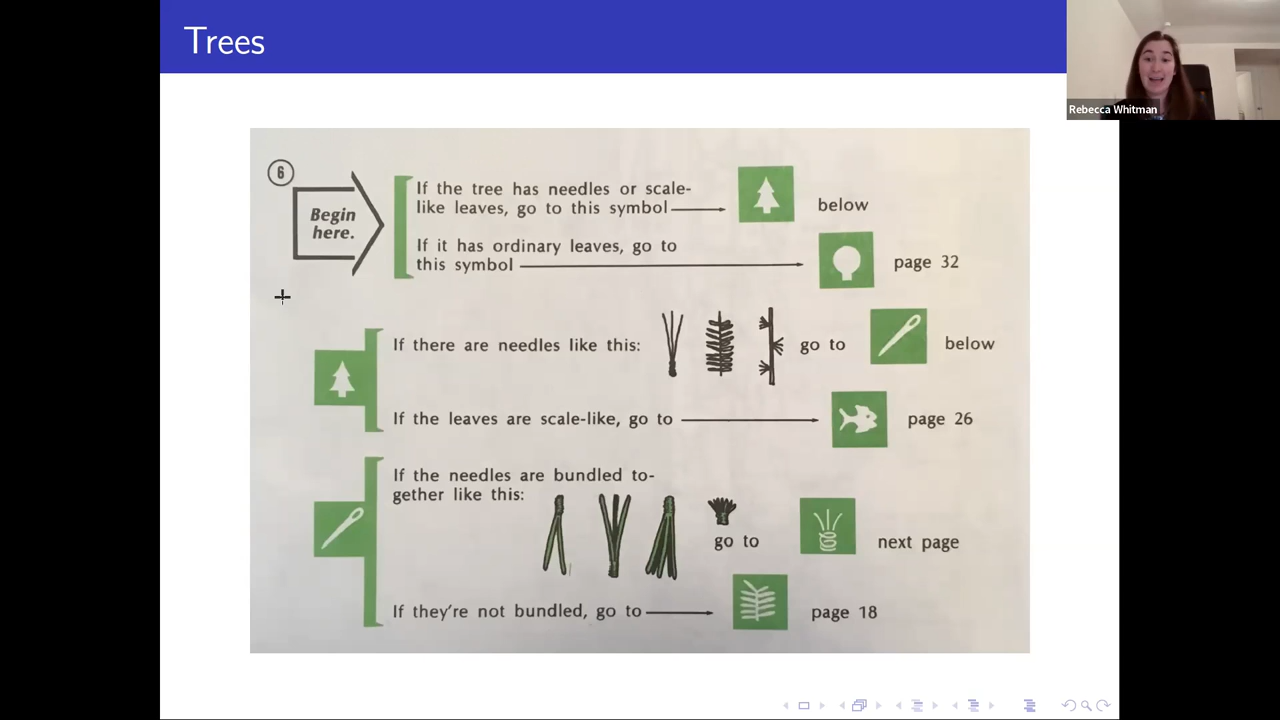 Trees
Rebecca Whitman
6
Begin
here.
If the tree has needles or scale-
like leaves, go to this symbol
below
If it has ordinary leaves, go to
this symbol
page 32
If there are needles like this:
go to
below
If the leaves are scale-like, go to
page 26
If the needles are bundled to-
gether like this:
go to
next page
If they're not bundled, go to
page 18